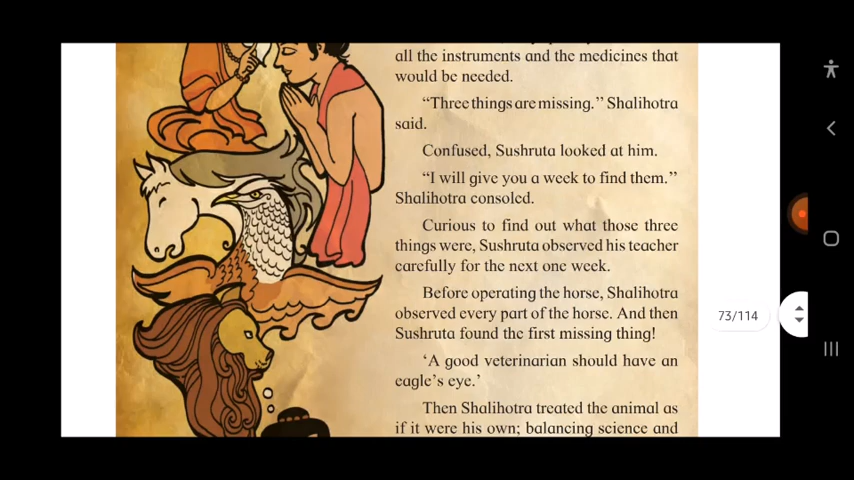 all the instruments and the medicines that
would be needed.
“Three things are missing.” Shalihotra
said.
Confused, Sushruta looked at him.
“I will give you a week to find them.”
Shalihotra consoled.
Curious to find out what those three
things were, Sushruta observed his teacher
carefully for the next one week.
Before operating the horse, Shalihotra
observed every part of the horse. And then
Sushruta found the first missing thing!
‘A good veterinarian should have an
eagle’s eye.’
Then Shalihotra treated the animal as
if it were his own; balancing science and
73/114